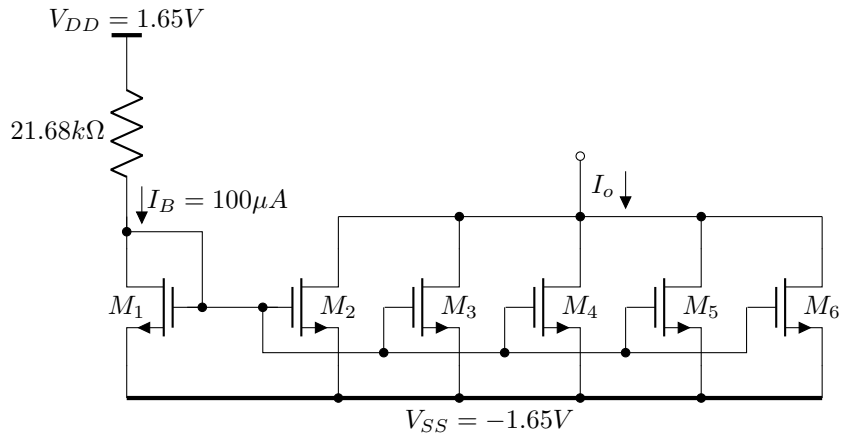 V_{DD} = 1.65V
21.68kΩ
I_B = 100μA
I_o
M_1
M_2
M_3
M_4
M_5
M_6
V_{SS} = −1.65V